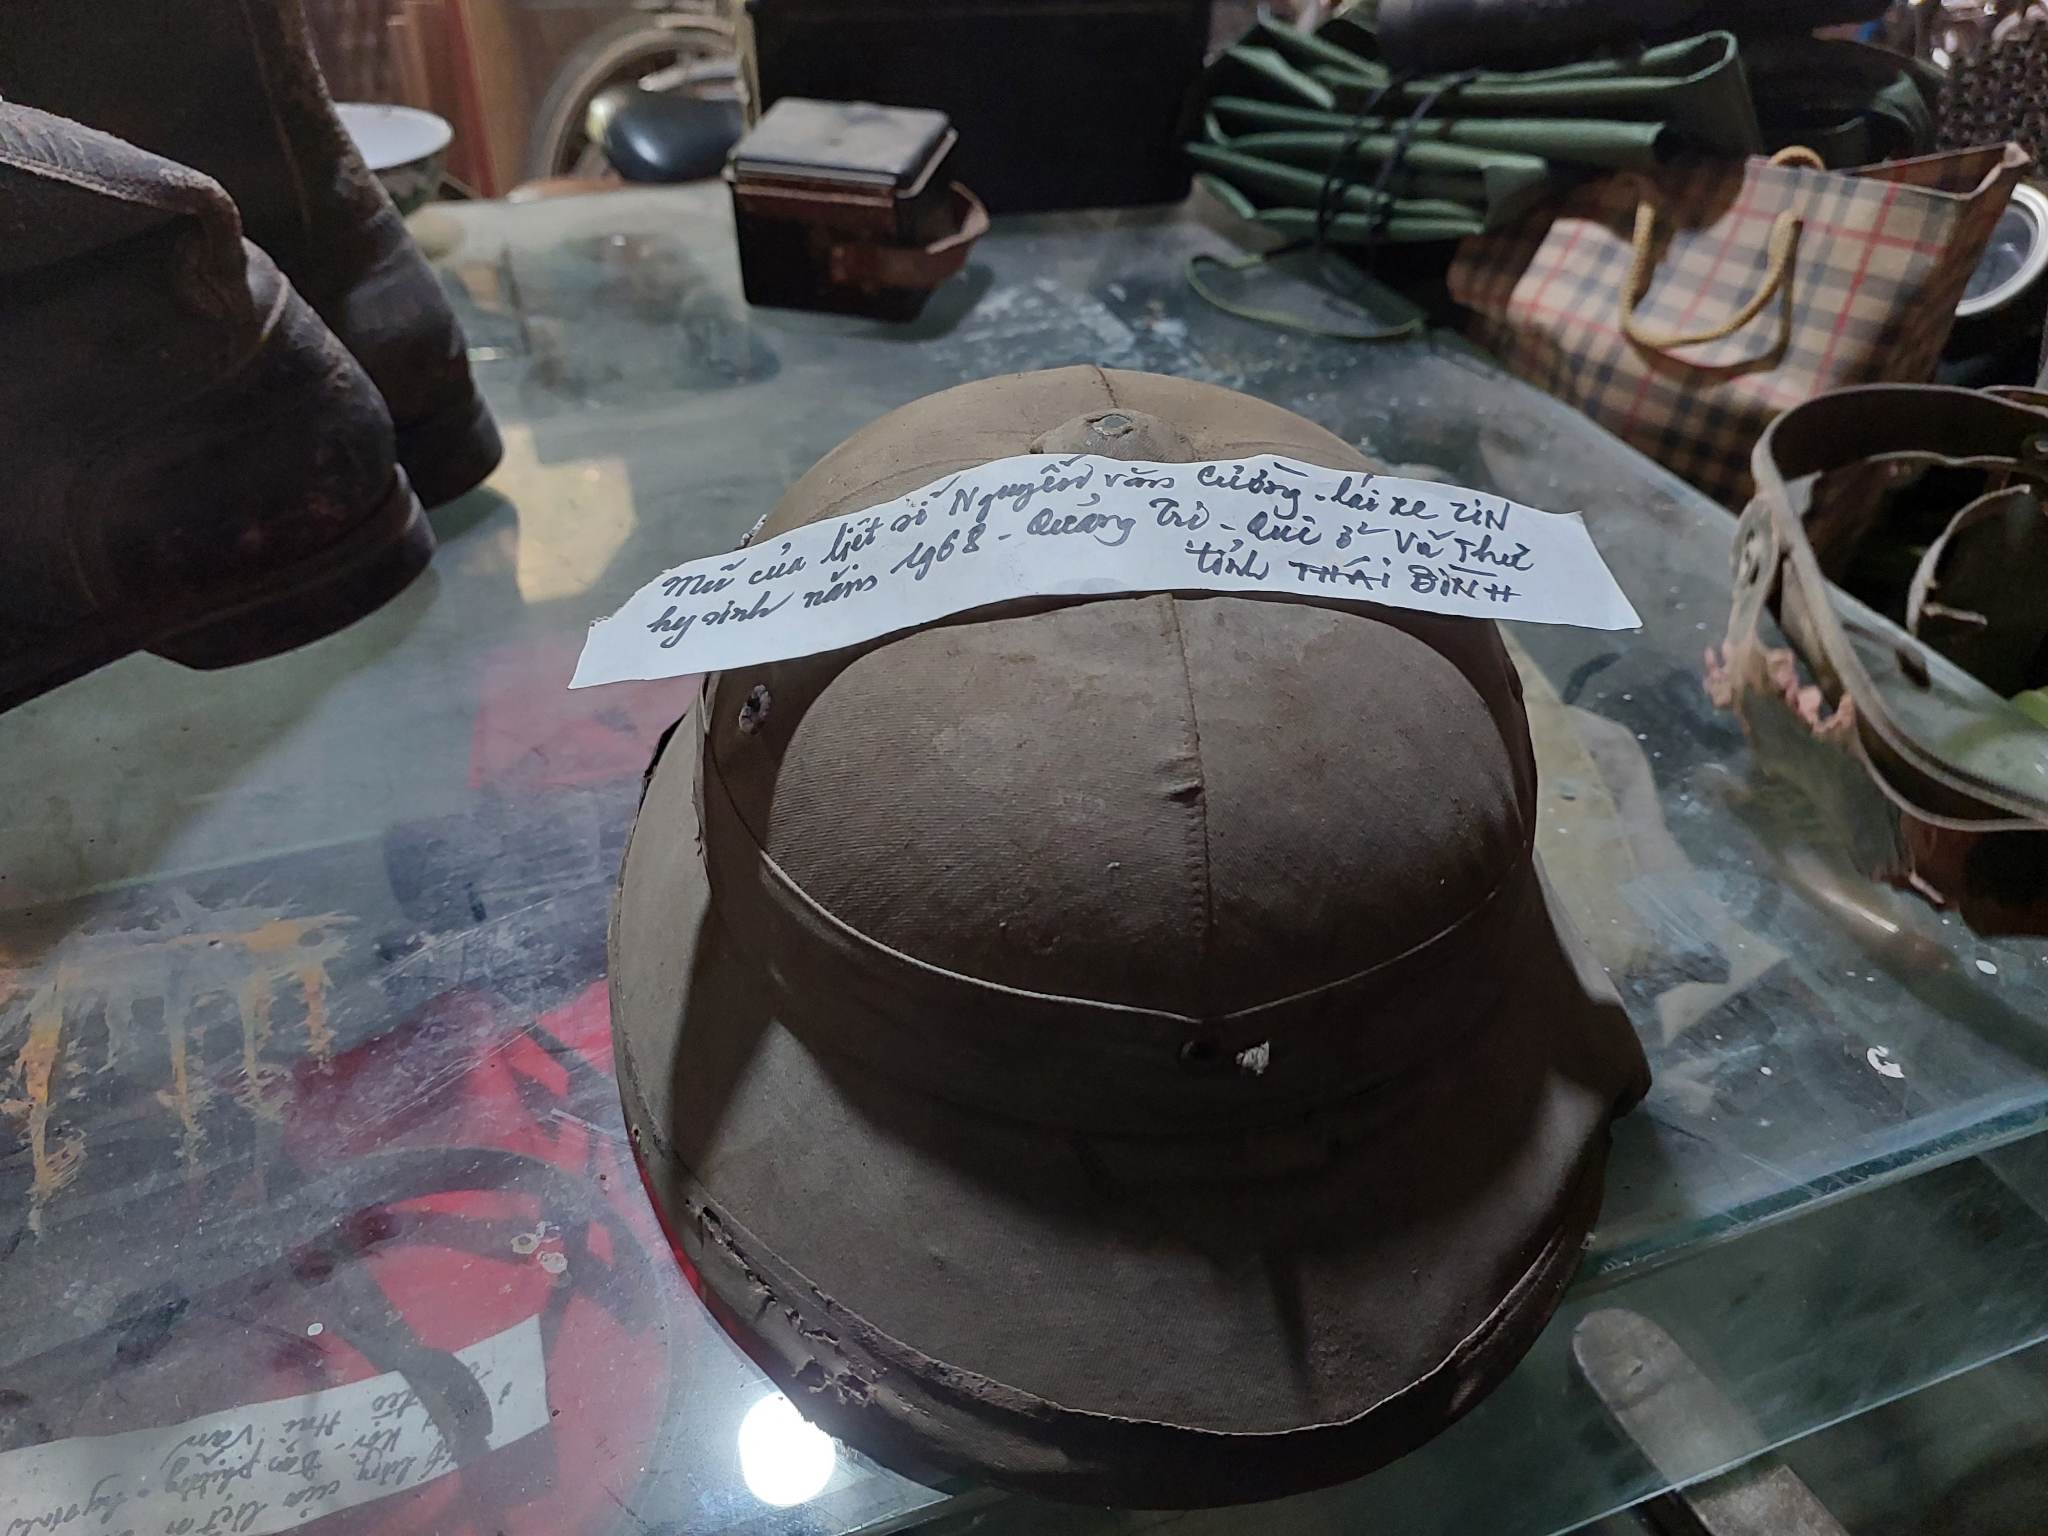 Mũ của liệt sĩ Nguyễn văn Cường - lái xe ZIN
hy sinh năm 1968 - Quảng Trị - Quê ở Vũ Thư
tỉnh THÁI BÌNH